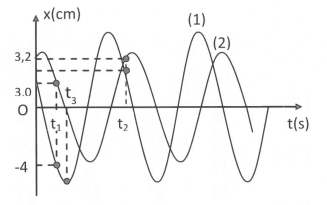 x(cm)
(1)
(2)
3,2
3.0
t₃
O
t₁
t₂
t(s)
-4